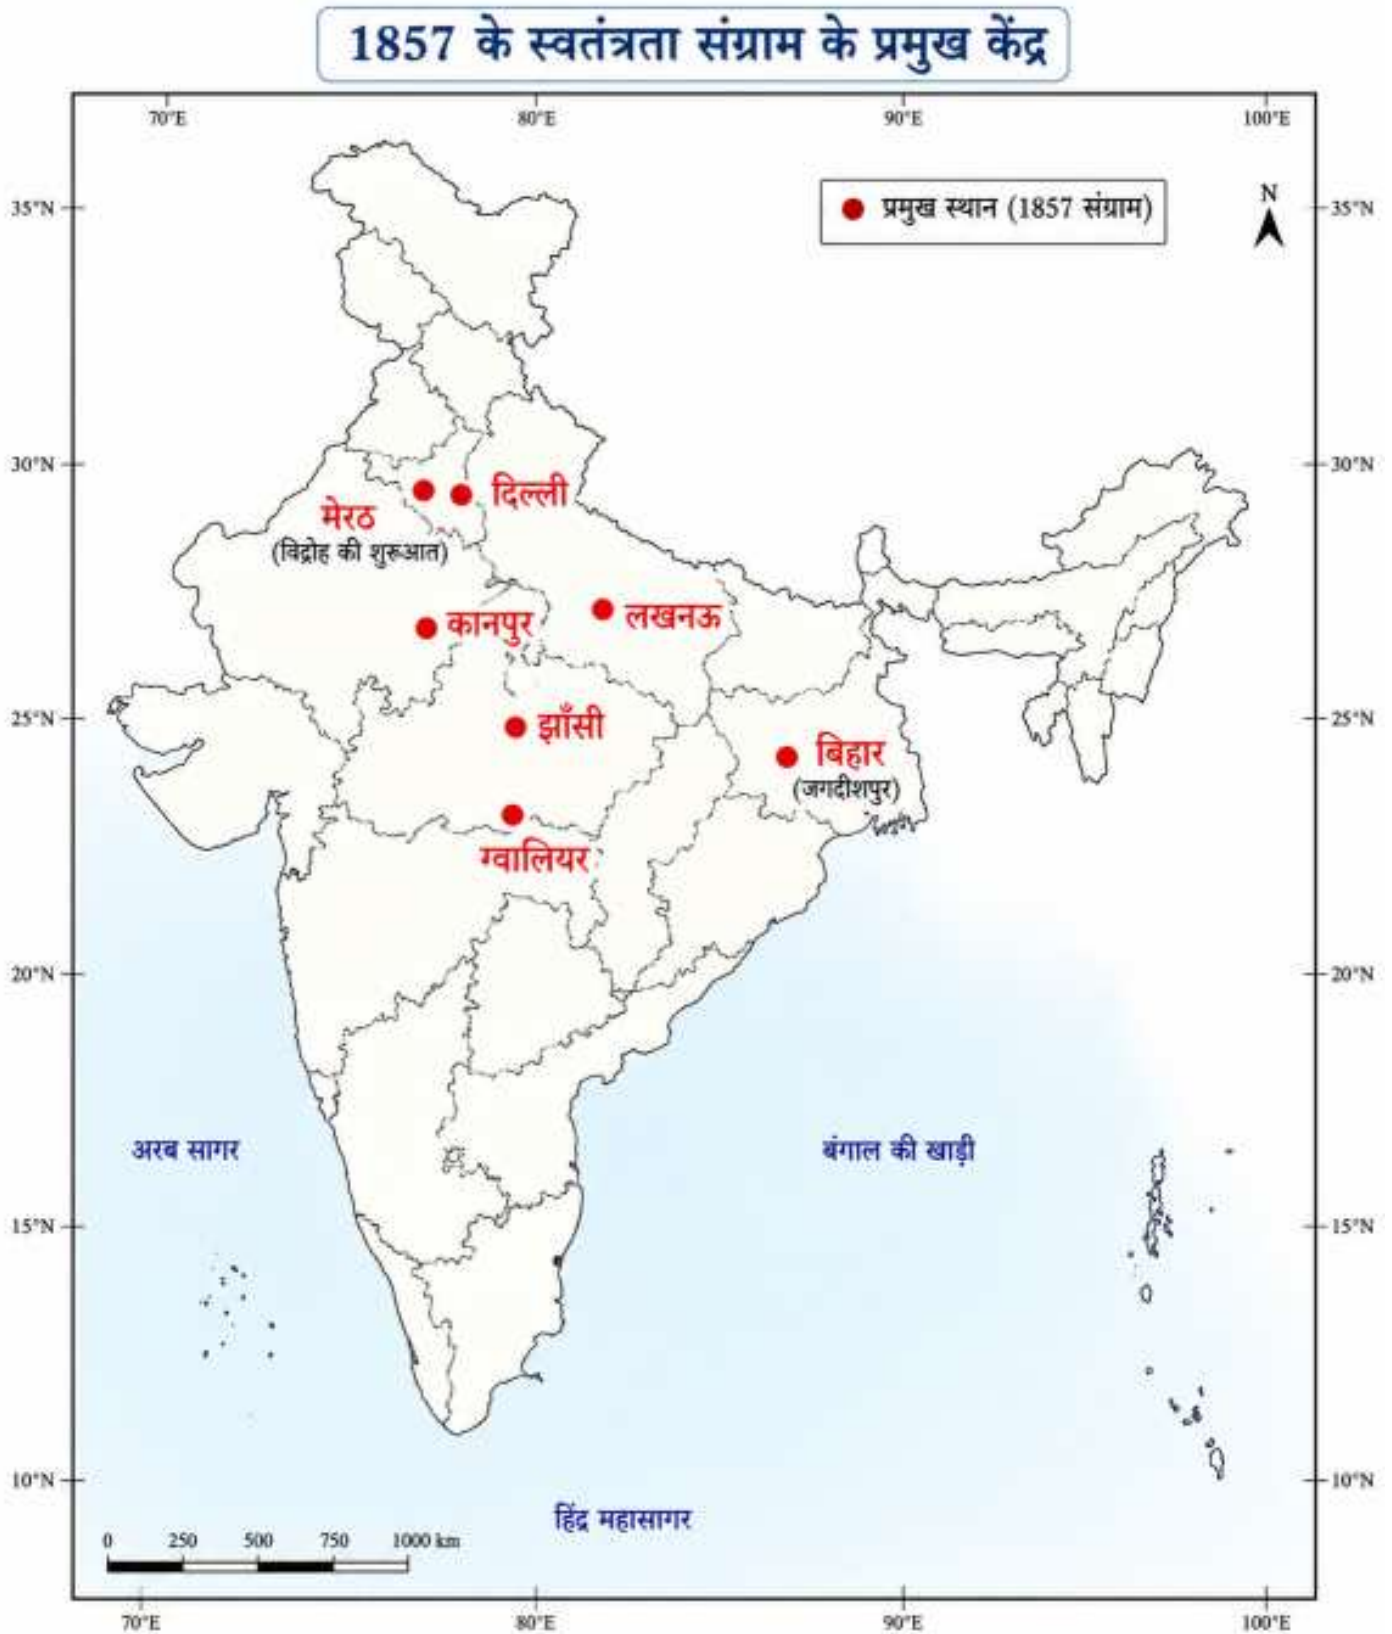 1857 के स्वतंत्रता संग्राम के प्रमुख केंद्र
70°E 80°E 90°E 100°E
प्रमुख स्थान (1857 संग्राम)
N
35°N 35°N
30°N 30°N
दिल्ली
मेरठ
(विद्रोह की शुरूआत)
कानपुर
लखनऊ
25°N 25°N
झाँसी
बिहार
(जगदीशपुर)
ग्वालियर
20°N 20°N
अरब सागर
बंगाल की खाड़ी
15°N 15°N
10°N 10°N
हिंद्र महासागर
0 250 500 750 1000 km
70°E 80°E 90°E 100°E